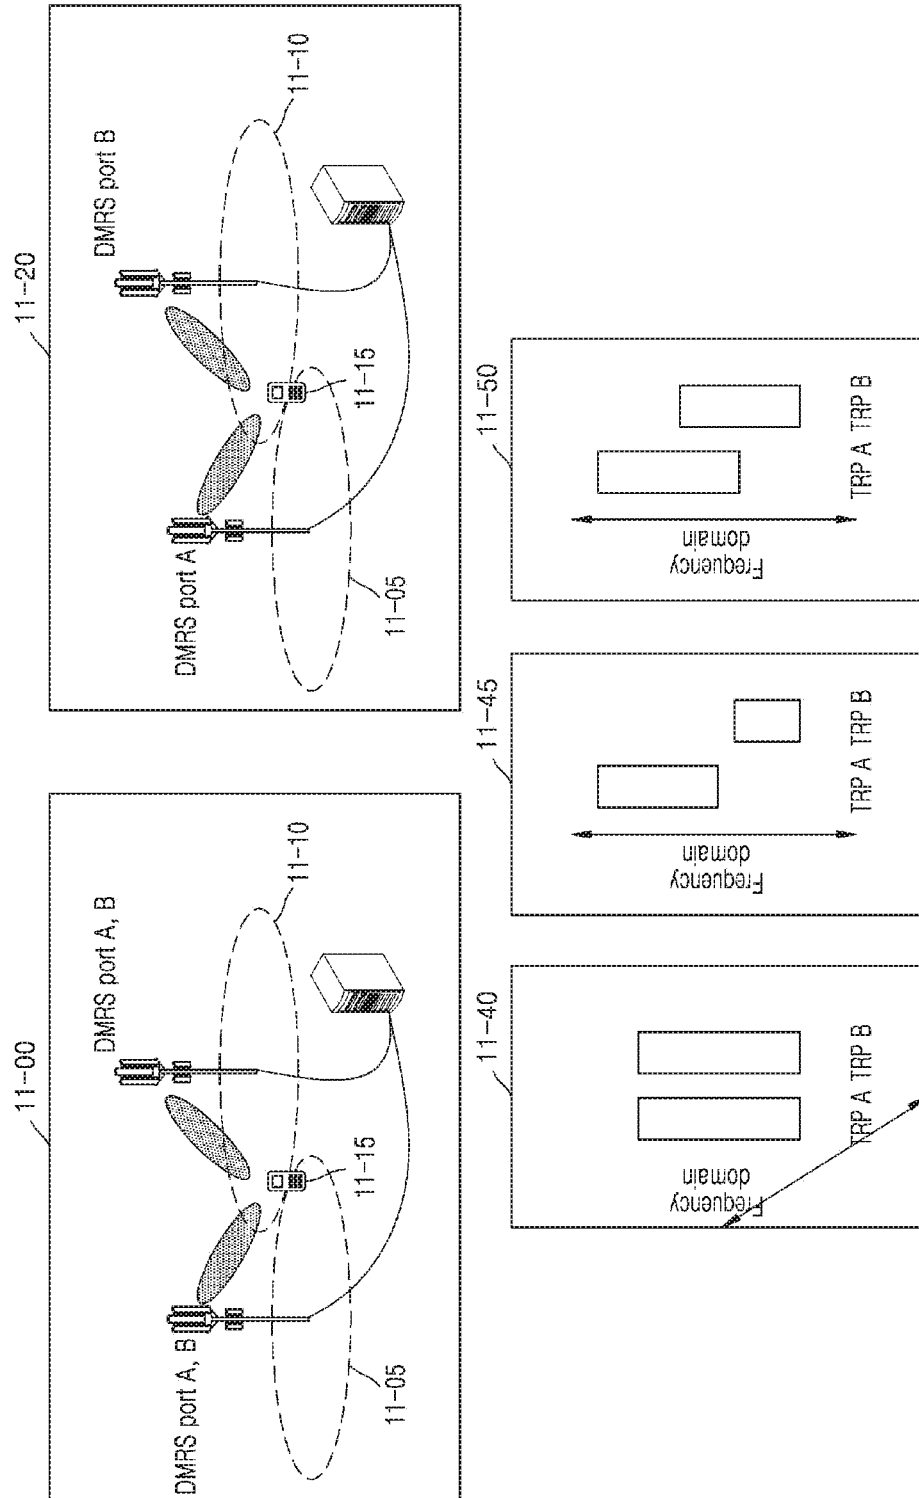 11-00
DMRS port A, B
DMRS port A, B
11-10
11-15
11-05
11-20
DMRS port A
DMRS port B
11-10
11-15
11-05
11-40
Frequency
domain
TRP A TRP B
11-45
Frequency
domain
TRP A TRP B
11-50
Frequency
domain
TRP A TRP B